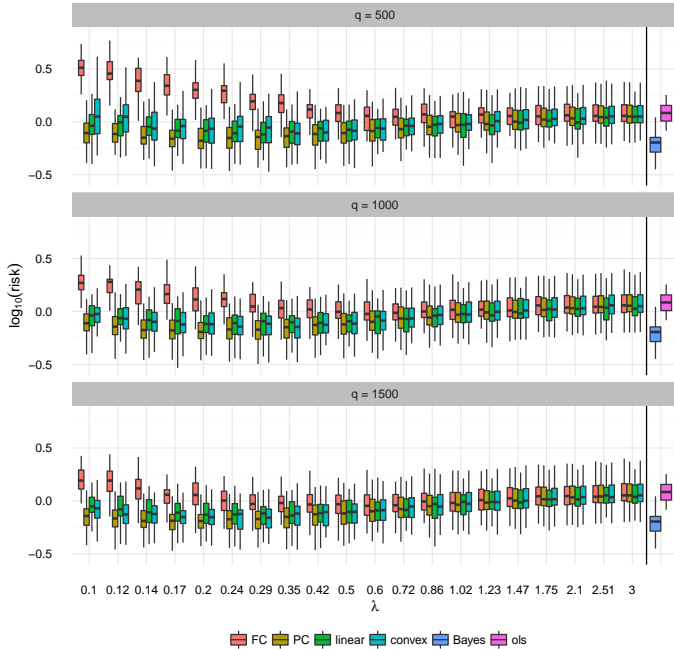 q = 500
0.5
0.0
−0.5
q = 1000
0.5
0.0
−0.5
q = 1500
0.5
0.0
−0.5
log10(risk)
0.1 0.12 0.14 0.17 0.2 0.24 0.29 0.35 0.42 0.5 0.6 0.72 0.86 1.02 1.23 1.47 1.75 2.1 2.51 3
λ
FC PC linear convex Bayes ols